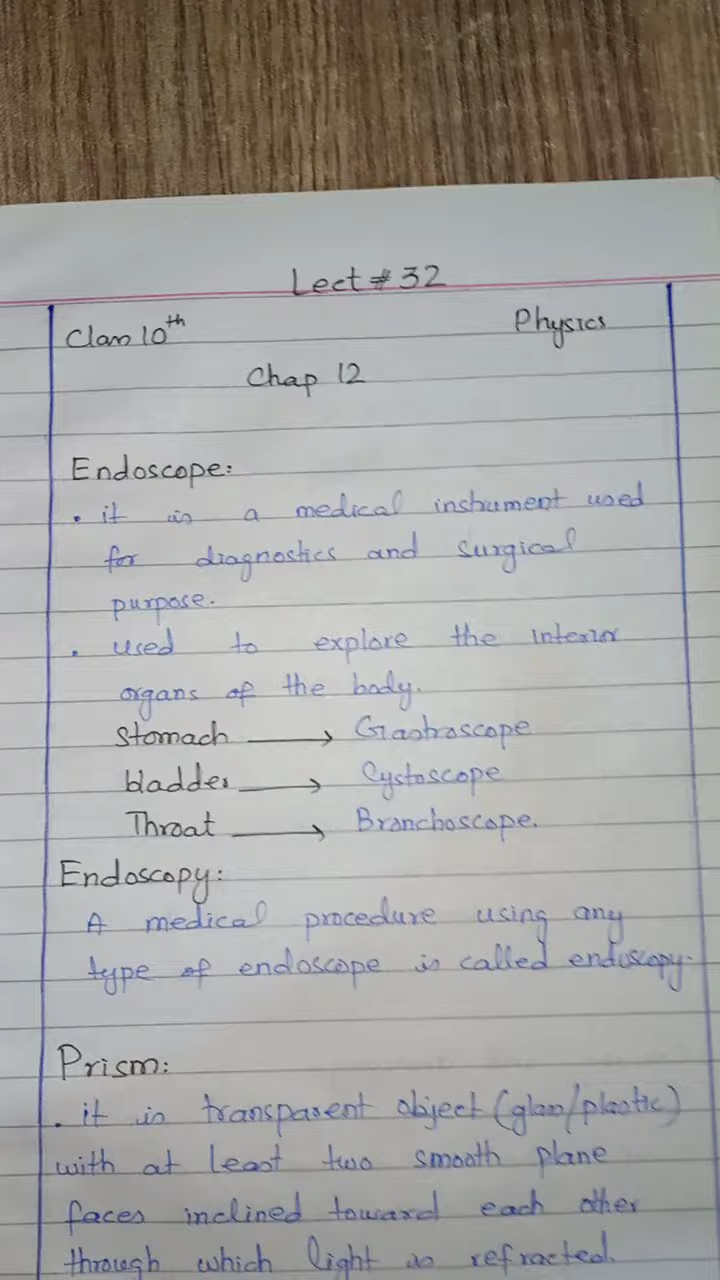 Lect # 32
Class 10th Physics
Chap 12
Endoscope:
. it is a medical instrument used
for diagnostics and surgical
purpose.
. used to explore the interior
organs of the body.
Stomach → Gastroscope
bladder → Cystoscope
Throat → Bronchoscope.
Endoscopy:
A medical procedure using any
type of endoscope is called endoscopy.
Prism:
. it is transparent object (glass/plastic)
with at least two smooth plane
faces inclined toward each other
through which light is refracted.